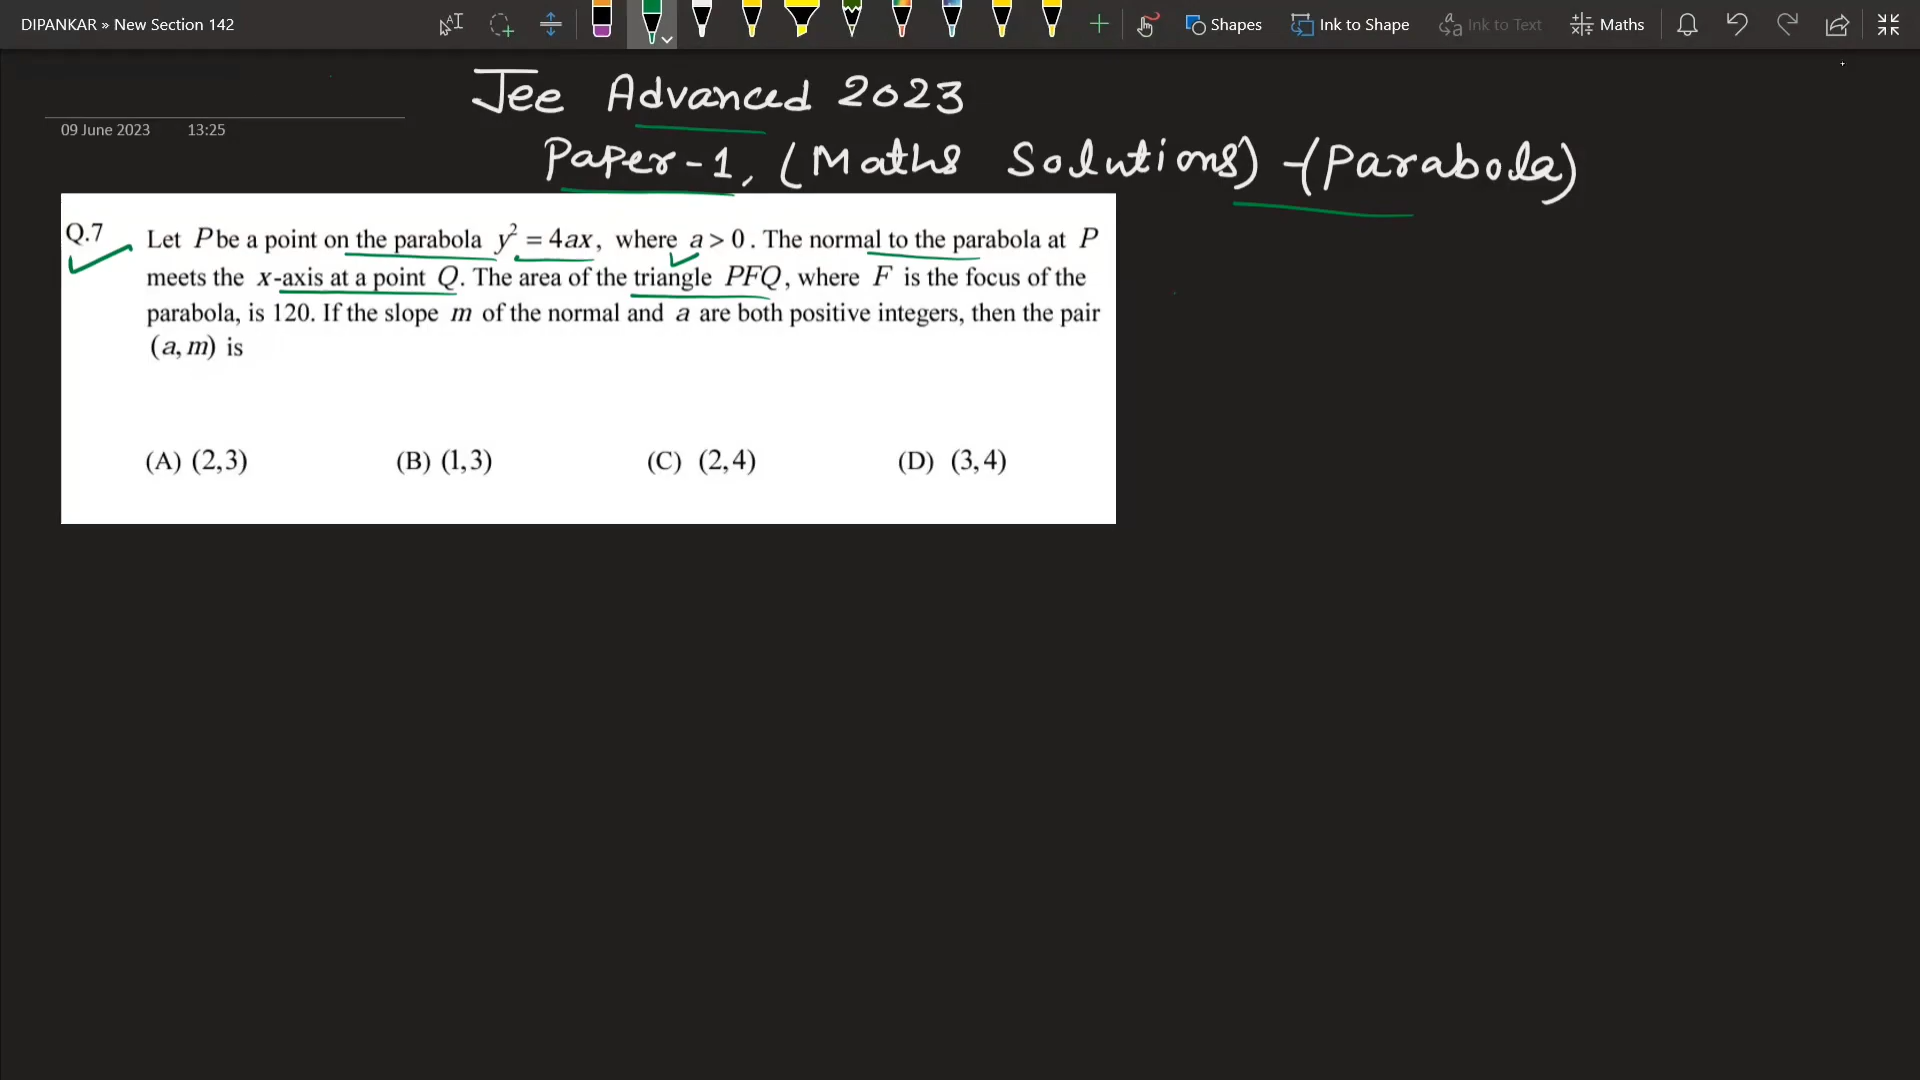 DIPANKAR » New Section 142
Shapes
Ink to Shape
Ink to Text
Maths
Jee Advanced 2023
09 June 2023 13:25
Paper-1, (Maths Solutions) -(Parabola)
Q.7 Let P be a point on the parabola y² = 4ax, where a > 0. The normal to the parabola at P
meets the x-axis at a point Q. The area of the triangle PFQ, where F is the focus of the
parabola, is 120. If the slope m of the normal and a are both positive integers, then the pair
(a, m) is
(A) (2,3) (B) (1,3) (C) (2,4) (D) (3,4)